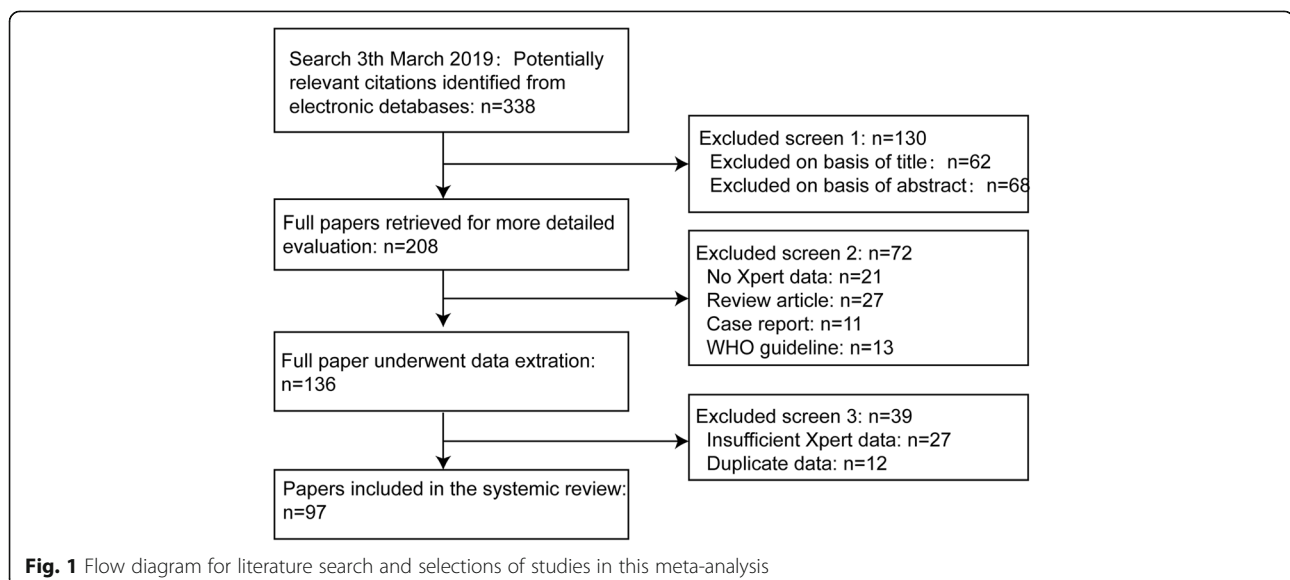 Search 3th March 2019： Potentially
relevant citations identified from
electronic detabases: n=338
Excluded screen 1: n=130
Excluded on basis of title： n=62
Excluded on basis of abstract： n=68
Full papers retrieved for more detailed
evaluation: n=208
Excluded screen 2: n=72
No Xpert data: n=21
Review article: n=27
Case report: n=11
WHO guideline: n=13
Full paper underwent data extration:
n=136
Excluded screen 3: n=39
Insufficient Xpert data: n=27
Duplicate data: n=12
Papers included in the systemic review:
n=97
Fig. 1 Flow diagram for literature search and selections of studies in this meta-analysis